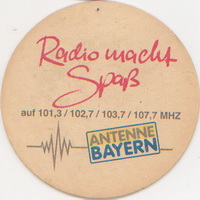 Radio macht
Spaß
auf 101,3 / 102,7 / 103,7 / 107,7 MHZ
ANTENNE
BAYERN